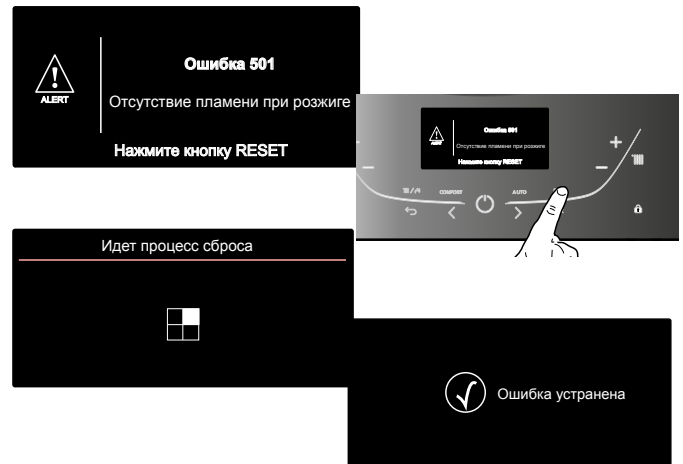 Ошибка 501
ALERT
Отсутствие пламени при розжиге
Нажмите кнопку RESET
Ошибка 501
ALERT
Отсутствие пламени при розжиге
Нажмите кнопку RESET
COMFORT
AUTO
Идет процесс сброса
Ошибка устранена